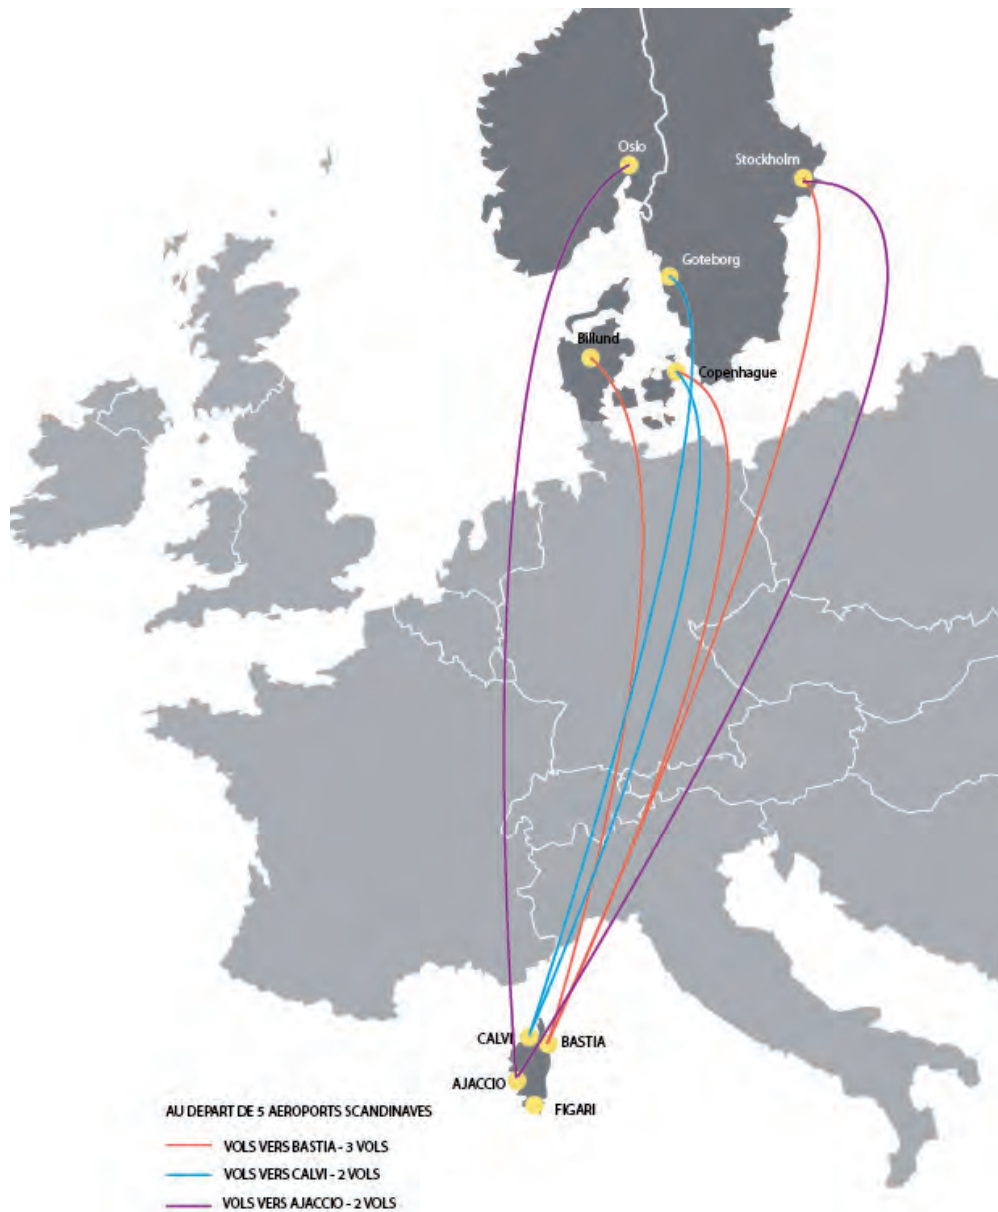 Oslo
Stockholm
Goteborg
Billund
Copenhague
CALVI
BASTIA
AJACCIO
FIGARI
AU DEPART DE 5 AEROPORTS SCANDINAVES
VOLS VERS BASTIA - 3 VOLS
VOLS VERS CALVI - 2 VOLS
VOLS VERS AJACCIO - 2 VOLS